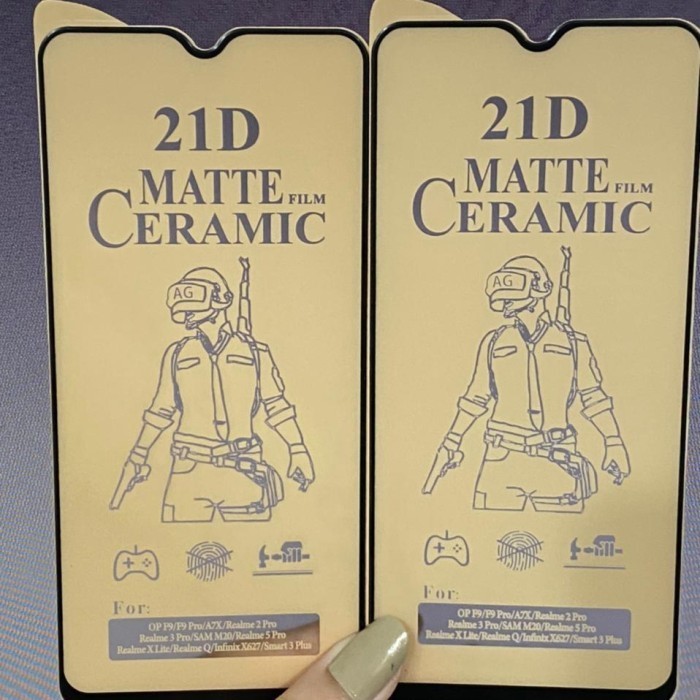 21D
MATTE FILM
CERAMIC
AG
For:
OP F9/F9 Pro/A7X/Realme 2 Pro
Realme 3 Pro/SAM M20/Realme 5 Pro
Realme X Lite/Realme Q/Infinix X627/Smart 3 Plus
21D
MATTE FILM
CERAMIC
AG
For:
OP F9/F9 Pro/A7X/Realme 2 Pro
Realme 3 Pro/SAM M20/Realme 5 Pro
Realme X Lite/Realme Q/Infinix X627/Smart 3 Plus